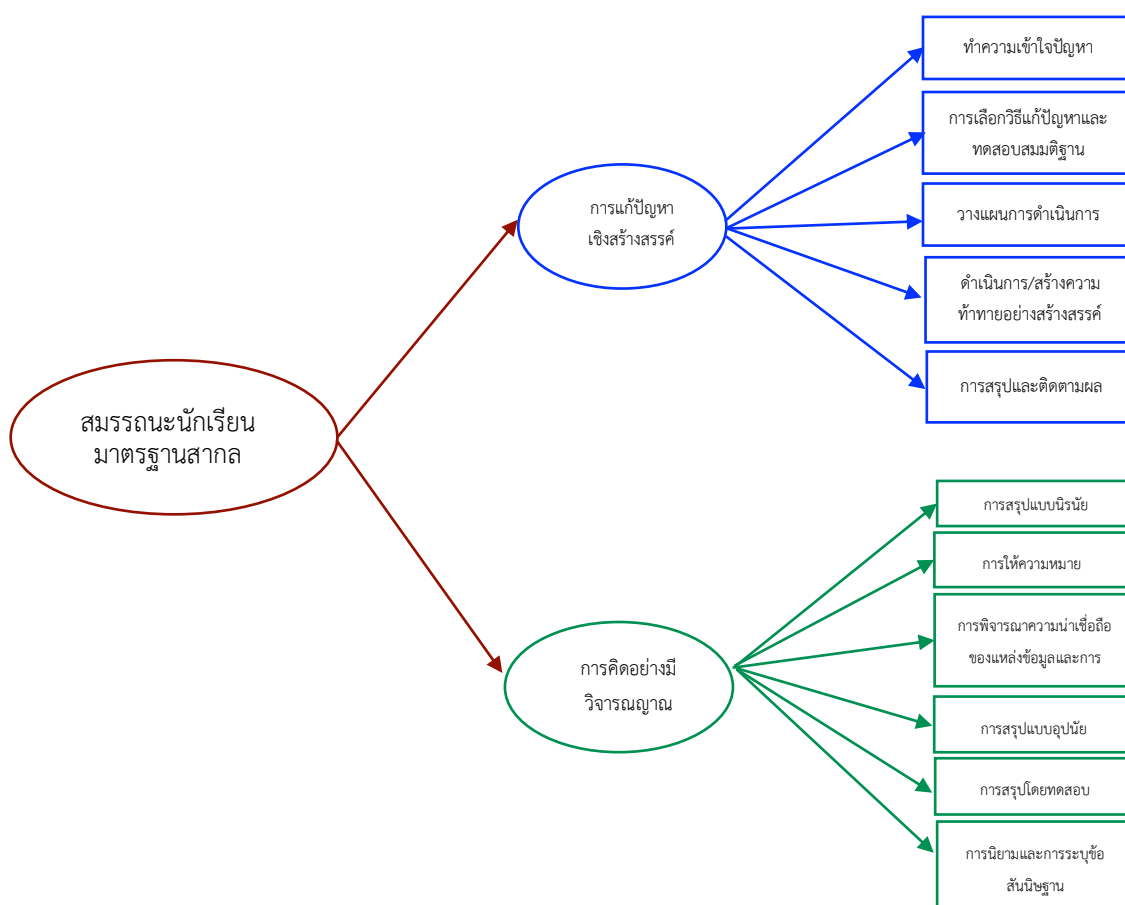 สมรรถนะนักเรียน
มาตรฐานสากล
การแก้ปัญหา
เชิงสร้างสรรค์
ทำความเข้าใจปัญหา
การเลือกวิธีแก้ปัญหาและ
ทดสอบสมมติฐาน
วางแผนการดำเนินการ
ดำเนินการ/สร้างความ
ท้าทายอย่างสร้างสรรค์
การสรุปและติดตามผล
การคิดอย่างมี
วิจารณญาณ
การสรุปแบบนิรนัย
การให้ความหมาย
การพิจารณาความน่าเชื่อถือ
ของแหล่งข้อมูลและการ
การสรุปแบบอุปนัย
การสรุปโดยทดสอบ
การนิยามและการระบุข้อ
สันนิษฐาน